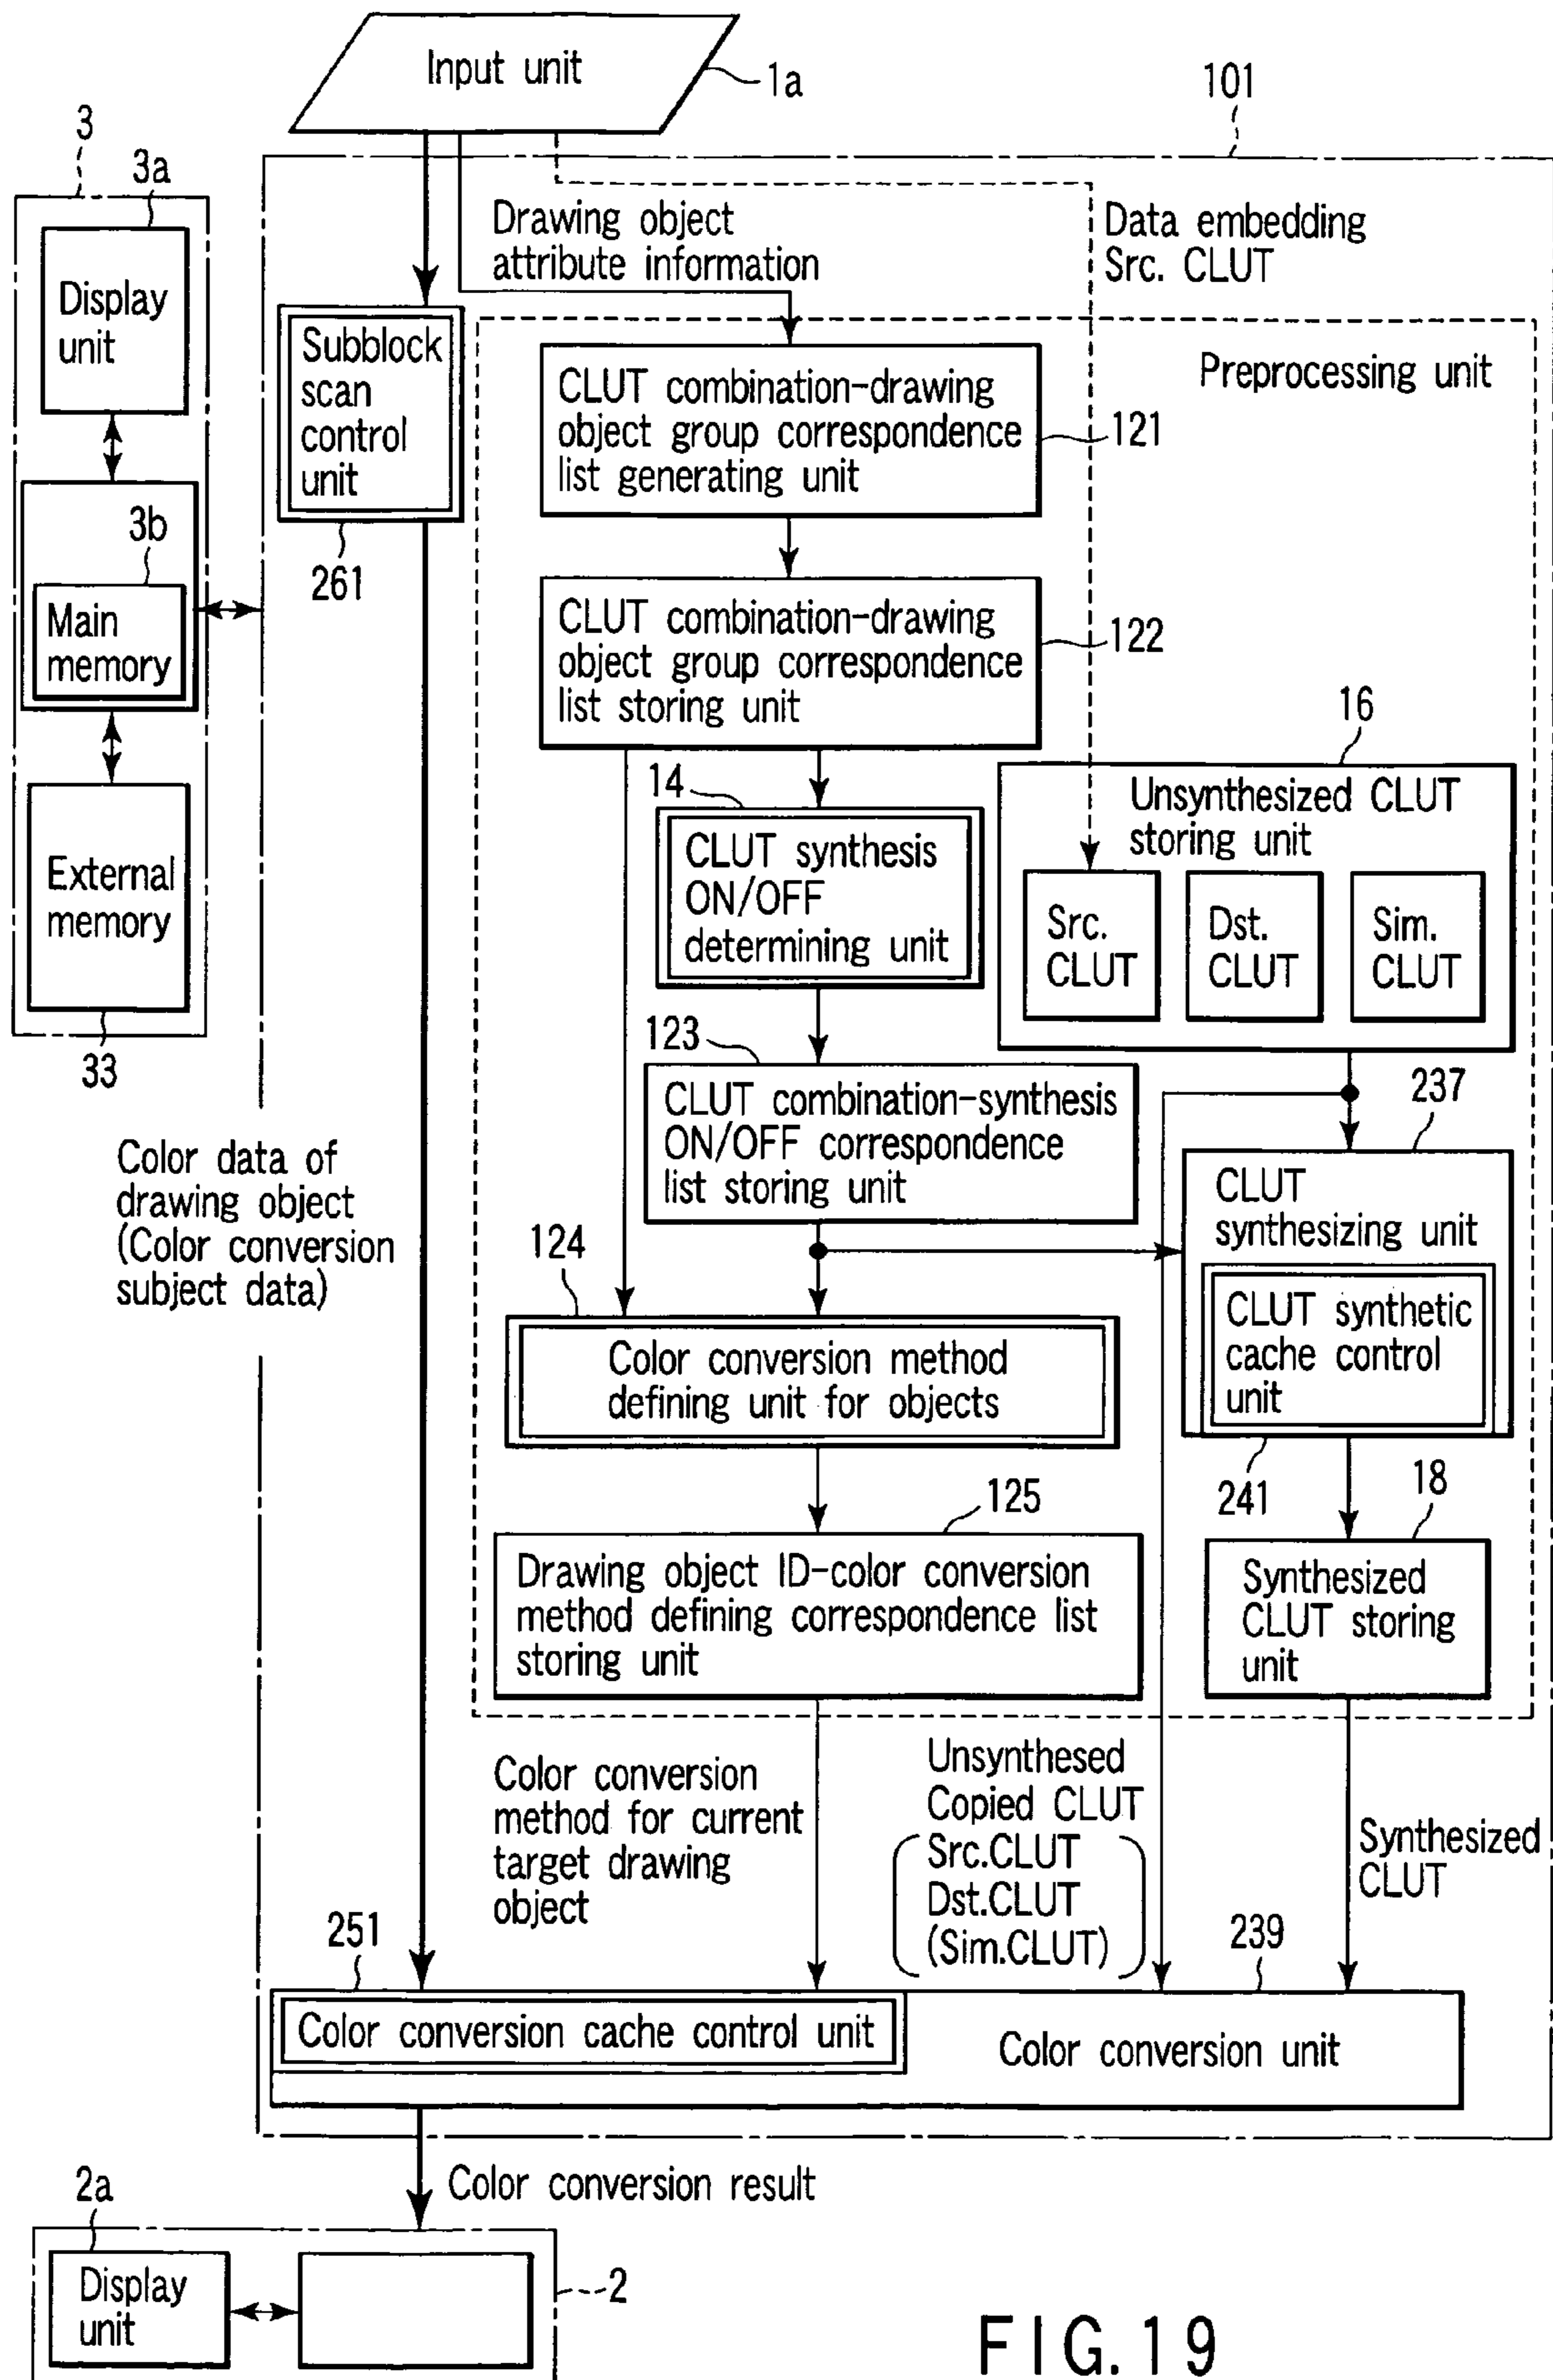 Input unit
1a
101
3
3a
Display
unit
3b
Main
memory
External
memory
33
Drawing object
attribute information
Data embedding
Src. CLUT
Subblock
scan
control
unit
261
Preprocessing unit
CLUT combination-drawing
object group correspondence
list generating unit
121
CLUT combination-drawing
object group correspondence
list storing unit
122
14
CLUT synthesis
ON/OFF
determining unit
16
Unsynthesized CLUT
storing unit
Src.
CLUT
Dst.
CLUT
Sim.
CLUT
123
CLUT combination-synthesis
ON/OFF correspondence
list storing unit
237
CLUT
synthesizing unit
CLUT synthetic
cache control
unit
241
Color data of
drawing object
(Color conversion
subject data)
124
Color conversion method
defining unit for objects
125
Drawing object ID-color conversion
method defining correspondence list
storing unit
18
Synthesized
CLUT storing
unit
Color conversion
method for current
target drawing
object
Unsynthesed
Copied CLUT
Src.CLUT
Dst.CLUT
(Sim.CLUT)
Synthesized
CLUT
251
Color conversion cache control unit
239
Color conversion unit
Color conversion result
2a
Display
unit
2
FIG.19